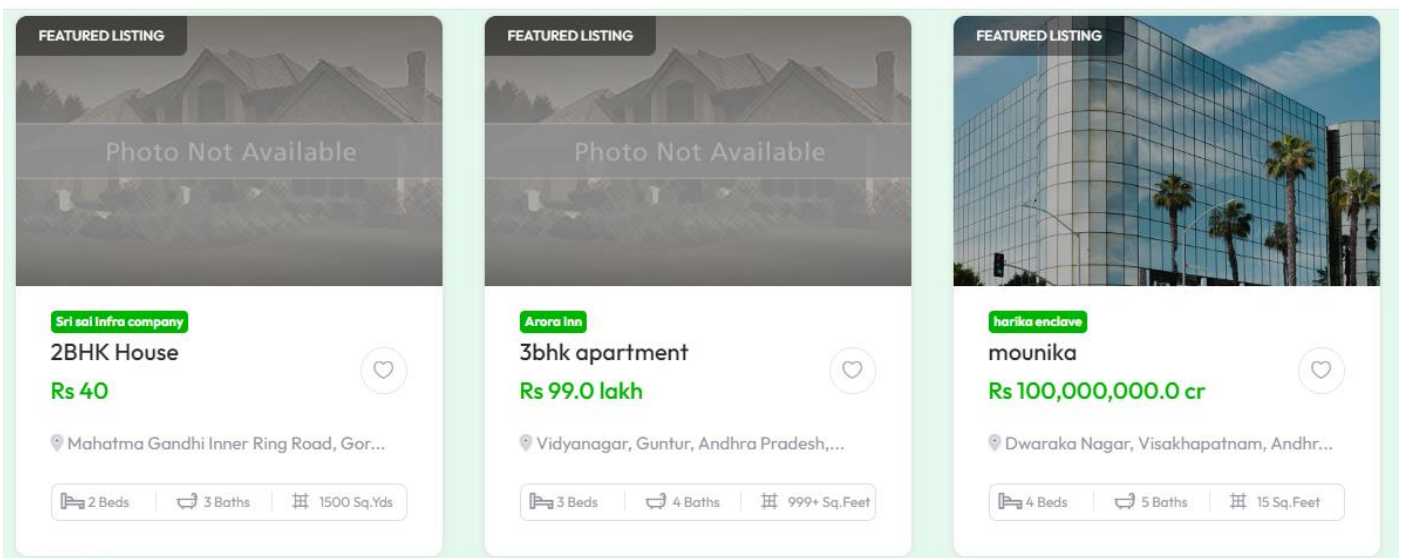 FEATURED LISTING
Photo Not Available
Sri sai Infra company
2BHK House
Rs 40
Mahatma Gandhi Inner Ring Road, Gor...
2 Beds
3 Baths
1500 Sq.Yds
FEATURED LISTING
Photo Not Available
Arora Inn
3bhk apartment
Rs 99.0 lakh
Vidyanagar, Guntur, Andhra Pradesh,...
3 Beds
4 Baths
999+ Sq.Feet
FEATURED LISTING
harika enclave
mounika
Rs 100,000,000.0 cr
Dwaraka Nagar, Visakhapatnam, Andhr...
4 Beds
5 Baths
15 Sq.Feet